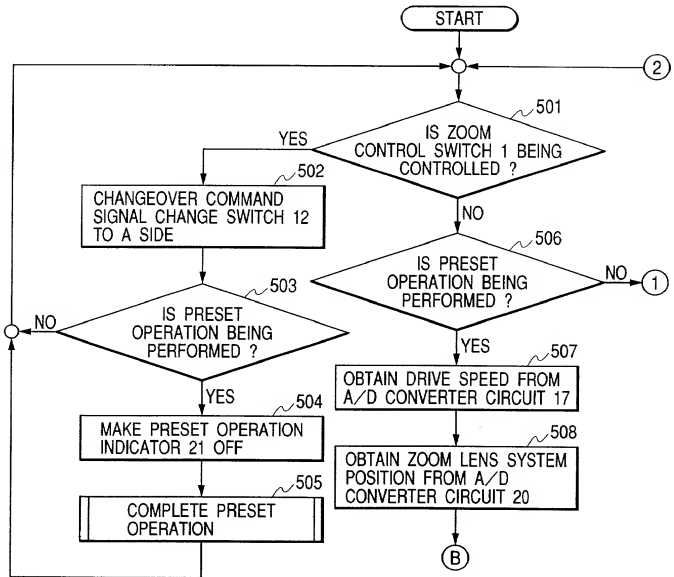 START
2
501
IS ZOOM
CONTROL SWITCH 1 BEING
CONTROLLED ?
YES
NO
502
CHANGEOVER COMMAND
SIGNAL CHANGE SWITCH 12
TO A SIDE
503
IS PRESET
OPERATION BEING
PERFORMED ?
NO
YES
504
MAKE PRESET OPERATION
INDICATOR 21 OFF
505
COMPLETE PRESET
OPERATION
506
IS PRESET
OPERATION BEING
PERFORMED ?
NO
1
YES
507
OBTAIN DRIVE SPEED FROM
A/D CONVERTER CIRCUIT 17
508
OBTAIN ZOOM LENS SYSTEM
POSITION FROM A/D
CONVERTER CIRCUIT 20
B